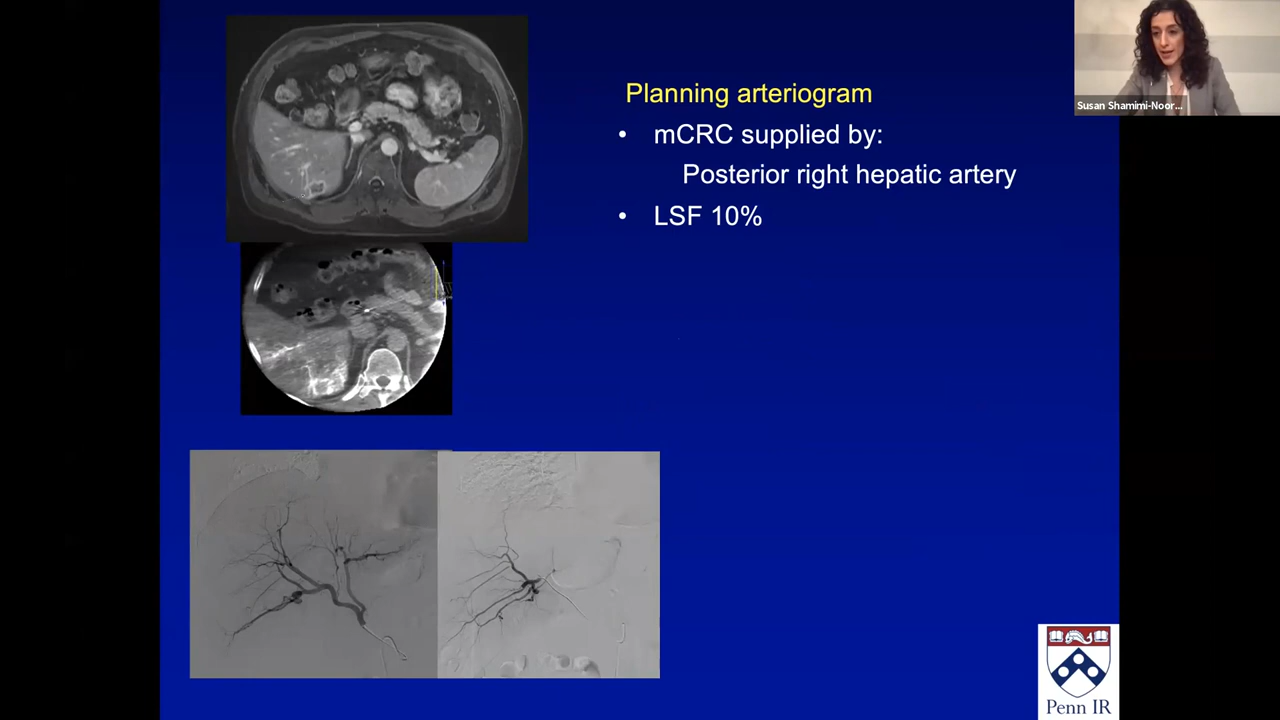 Planning arteriogram
• mCRC supplied by:
Posterior right hepatic artery
• LSF 10%
Susan Shamimi-Noor...
Penn IR